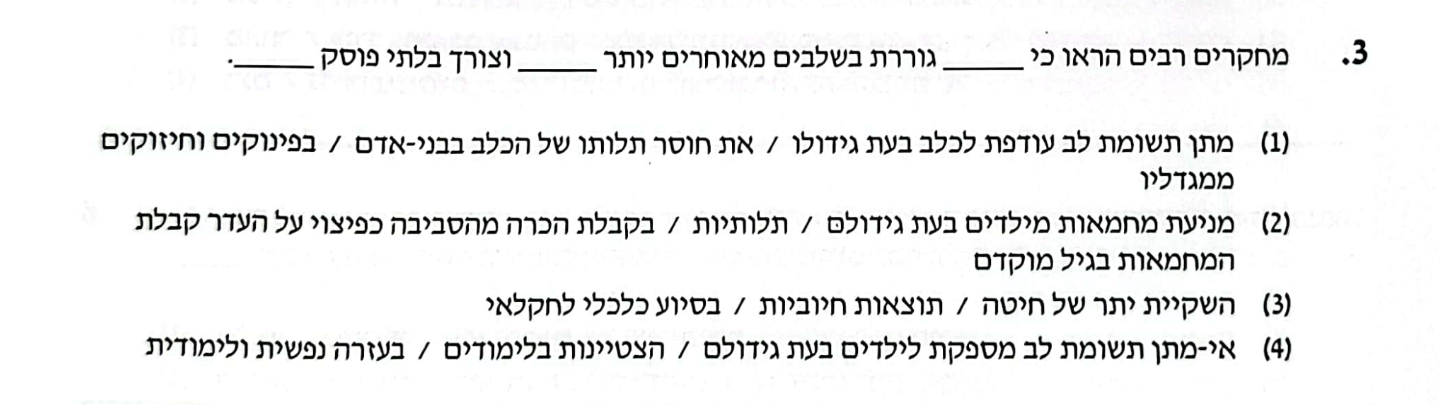 3. מחקרים רבים הראו כי _____ גוררת בשלבים מאוחרים יותר _____ וצורך בלתי פוסק _____.
(1) מתן תשומת לב עודפת לכלב בעת גידולו / את חוסר תלותו של הכלב בבני-אדם / בפינוקים וחיזוקים
ממגדליו
(2) מניעת מחמאות מילדים בעת גידולם / תלותיות / בקבלת הכרה מהסביבה כפיצוי על העדר קבלת
המחמאות בגיל מוקדם
(3) השקיית יתר של חיטה / תוצאות חיוביות / בסיוע כלכלי לחקלאי
(4) אי-מתן תשומת לב מספקת לילדים בעת גידולם / הצטיינות בלימודים / בעזרה נפשית ולימודית